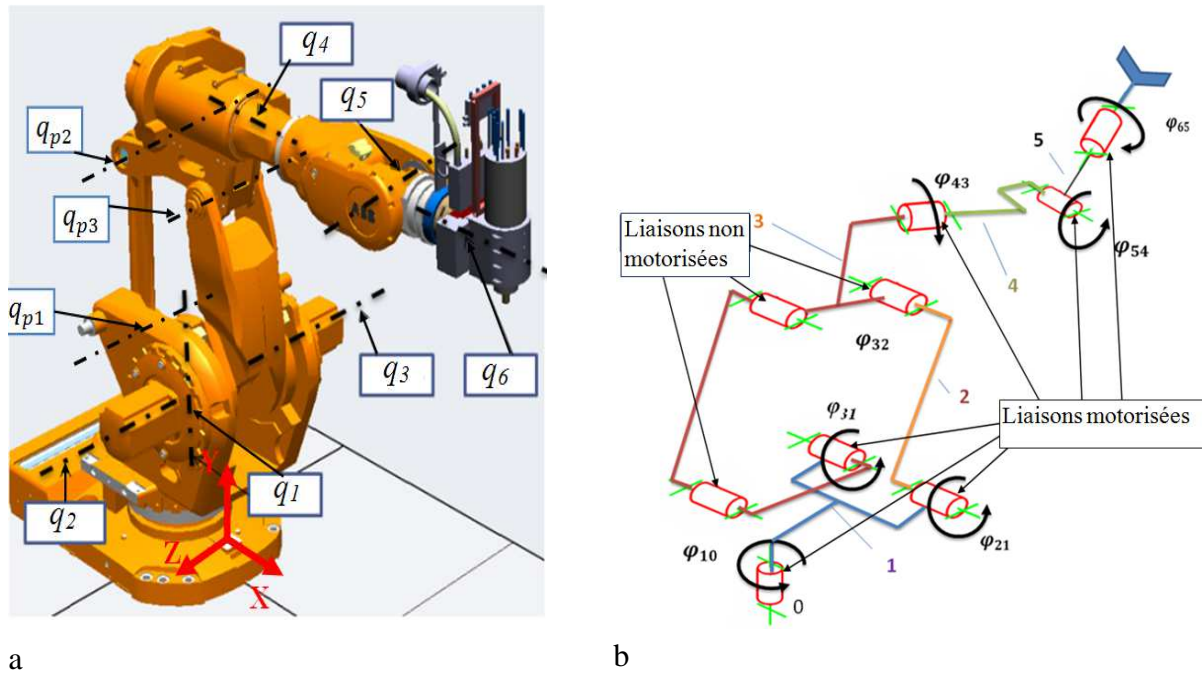 q4
q5
qp2
qp3
ABB
qp1
q3
q6
q1
q2
Y
Z
X
a
φ65
5
φ43
Liaisons non
motorisées
3
φ54
4
φ32
2
Liaisons motorisées
φ31
φ10
φ21
1
0
b